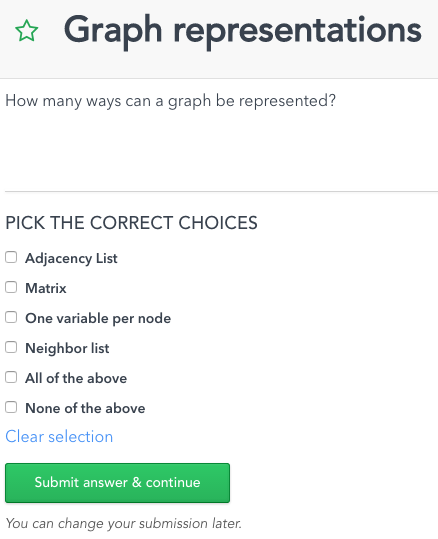 Graph representations
How many ways can a graph be represented?
PICK THE CORRECT CHOICES
Adjacency List
Matrix
One variable per node
Neighbor list
All of the above
None of the above
Clear selection
Submit answer & continue
You can change your submission later.